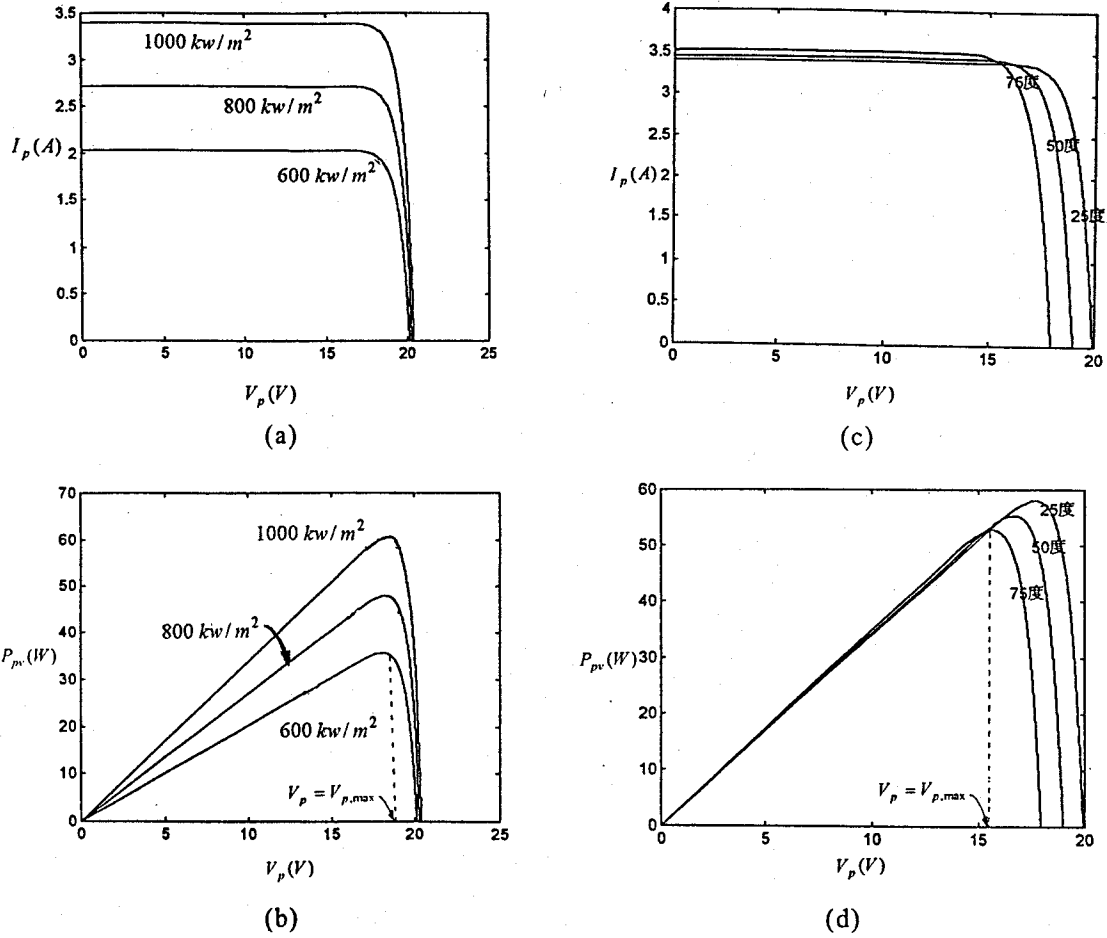 3.5
3
2.5
I_p(A) 2
1.5
1
0.5
0
1000 kw/m²
800 kw/m²
600 kw/m²
0 5 10 15 20 25
V_p(V)
(a)
4
3.5
3
2.5
2
I_p(A)
1.5
1
0.5
0
75度
50度
25度
0 5 10 15 20
V_p(V)
(c)
70
60
50
40
P_pv(W)
30
20
10
0
1000 kw/m²
800 kw/m²
600 kw/m²
V_p = V_p,max
0 5 10 15 20 25
V_p(V)
(b)
60
50
40
P_pv(W) 30
20
10
0
25度
50度
75度
V_p = V_p,max
0 5 10 15 20
V_p(V)
(d)